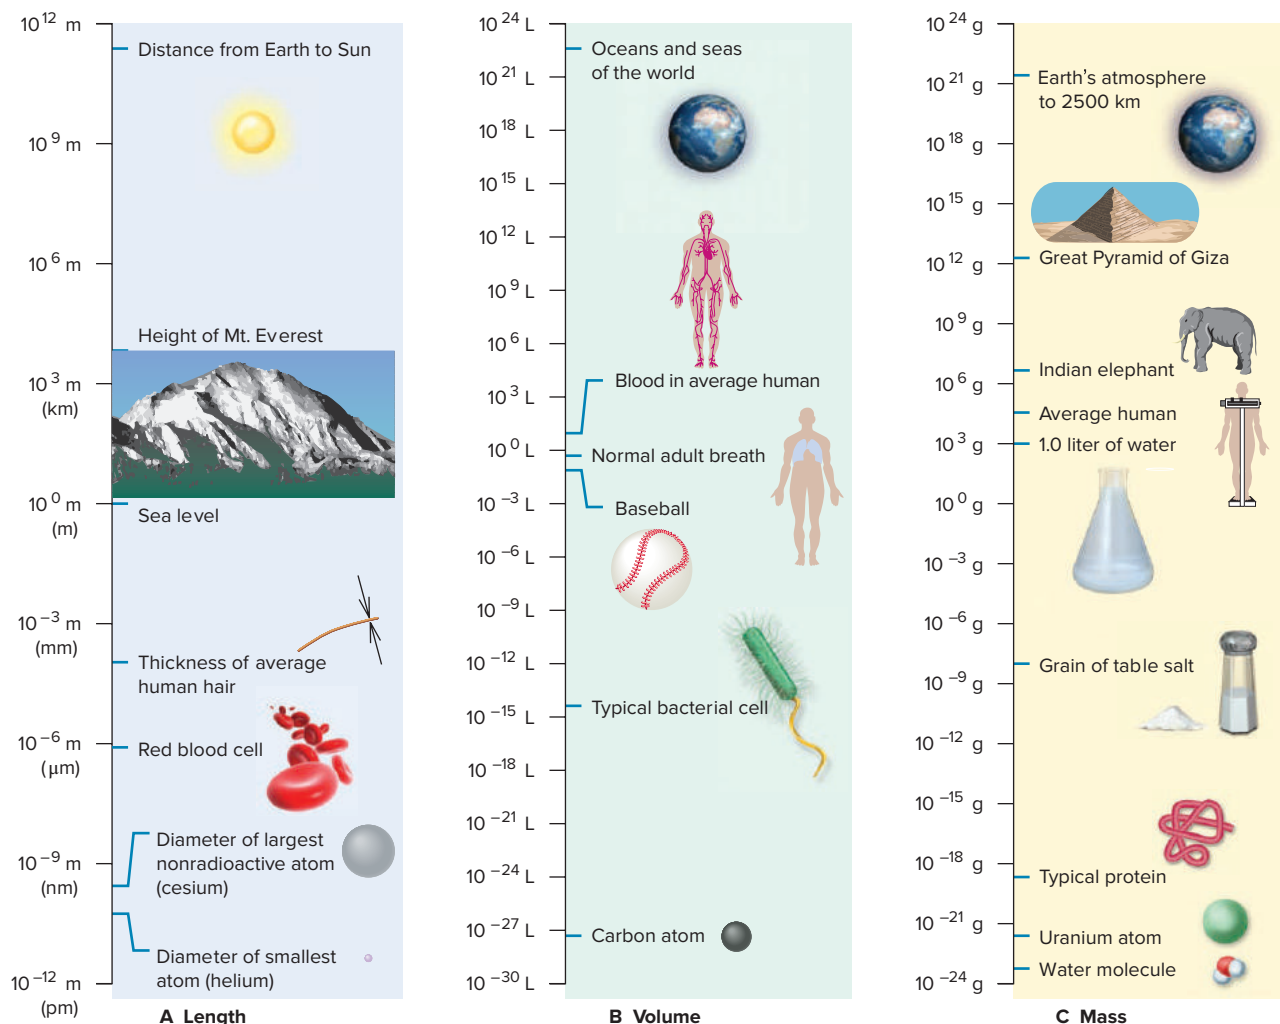 10¹² m
Distance from Earth to Sun
10⁹ m
10⁶ m
Height of Mt. Everest
10³ m
(km)
10⁰ m
(m)
Sea level
10⁻³ m
(mm)
Thickness of average
human hair
10⁻⁶ m
(μm)
Red blood cell
Diameter of largest
nonradioactive atom
(cesium)
10⁻⁹ m
(nm)
Diameter of smallest
atom (helium)
10⁻¹² m
(pm)
A Length
10²⁴ L
Oceans and seas
of the world
10²¹ L
10¹⁸ L
10¹⁵ L
10¹² L
10⁹ L
10⁶ L
Blood in average human
10³ L
10⁰ L
Normal adult breath
10⁻³ L
Baseball
10⁻⁶ L
10⁻⁹ L
10⁻¹² L
Typical bacterial cell
10⁻¹⁵ L
10⁻¹⁸ L
10⁻²¹ L
10⁻²⁴ L
10⁻²⁷ L
Carbon atom
10⁻³⁰ L
B Volume
10²⁴ g
Earth’s atmosphere
to 2500 km
10²¹ g
10¹⁸ g
10¹⁵ g
Great Pyramid of Giza
10¹² g
10⁹ g
Indian elephant
10⁶ g
Average human
10³ g
1.0 liter of water
10⁰ g
10⁻³ g
10⁻⁶ g
Grain of table salt
10⁻⁹ g
10⁻¹² g
10⁻¹⁵ g
10⁻¹⁸ g
Typical protein
10⁻²¹ g
Uranium atom
Water molecule
10⁻²⁴ g
C Mass